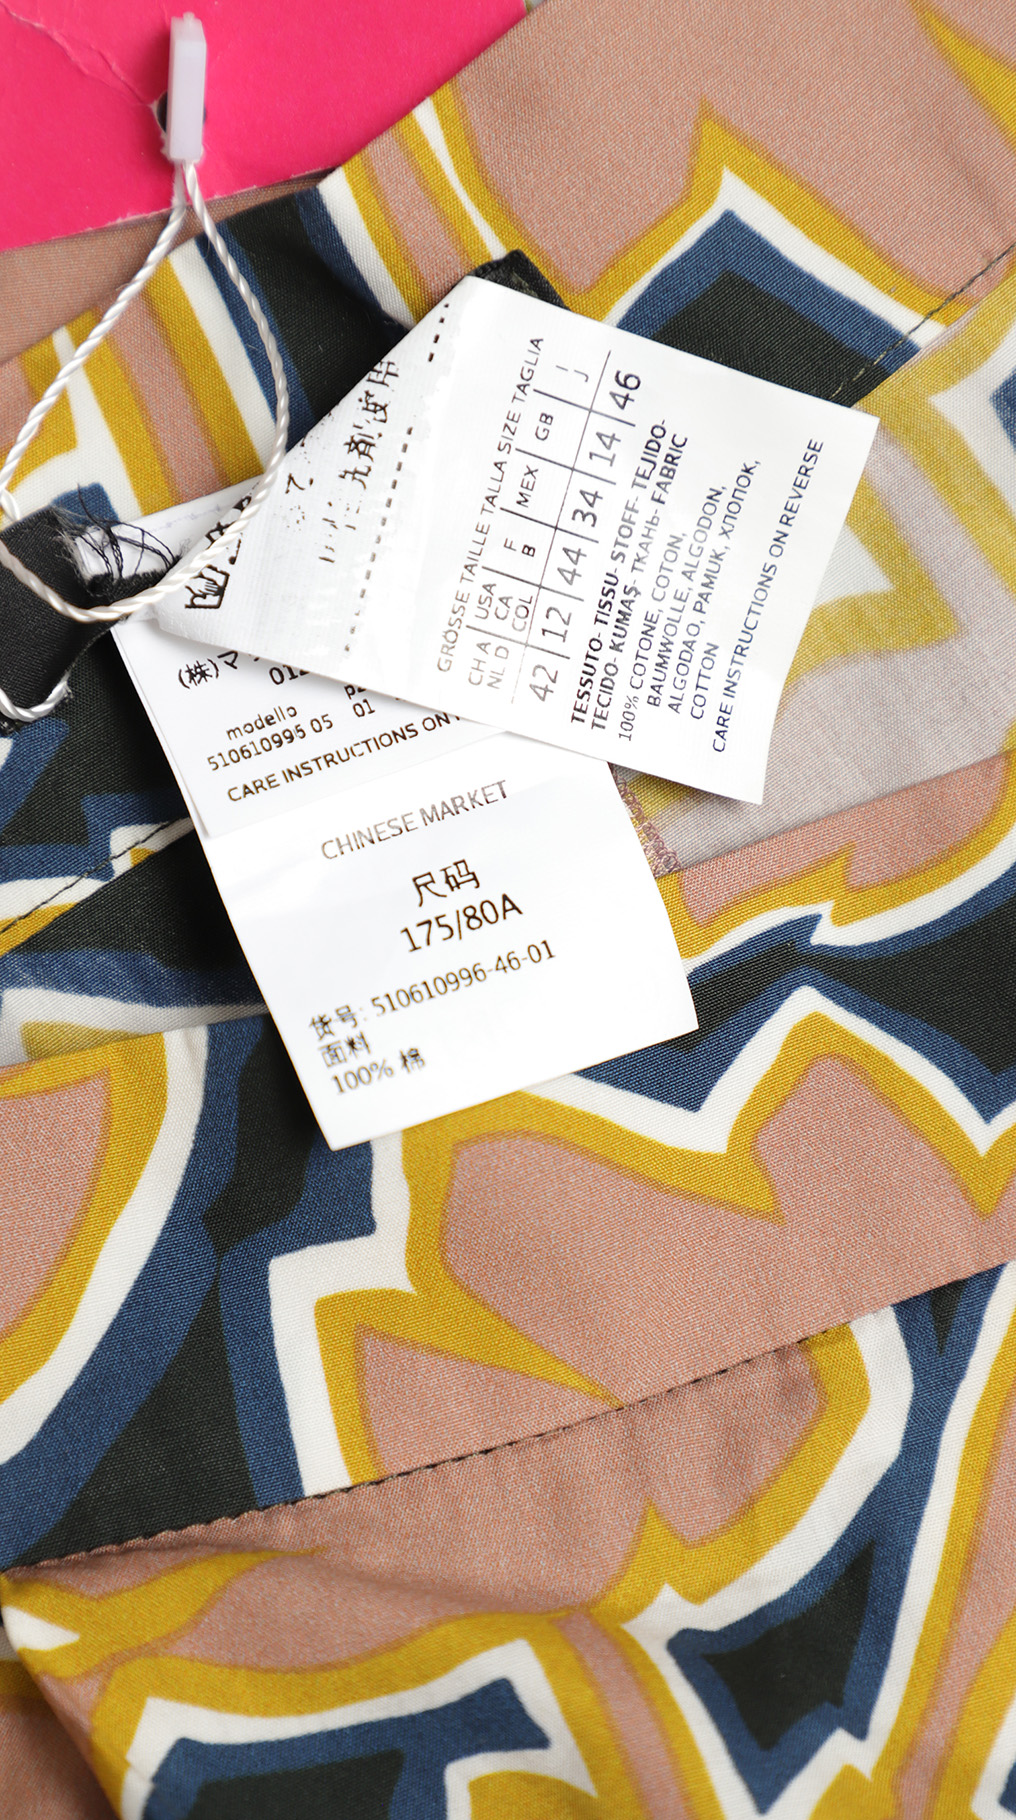 GRÖSSE TAILLE TALLA SIZE TAGLIA
CH A USA F MEX GB J
NLD CA B
COL
42 12 44 34 14 46
TESSUTO- TISSU- STOFF- TEJIDO-
TECIDO- KUMAŞ- ТКАНЬ- FABRIC
100% COTONE, COTON,
BAUMWOLLE, ALGODON,
ALGODAO, PAMUK, ХЛОПОК,
COTTON
CARE INSTRUCTIONS ON REVERSE
(株)マ
modello
510610995 05 01
CARE INSTRUCTIONS ON
CHINESE MARKET
尺码
175/80A
货号: 510610996-46-01
面料
100% 棉